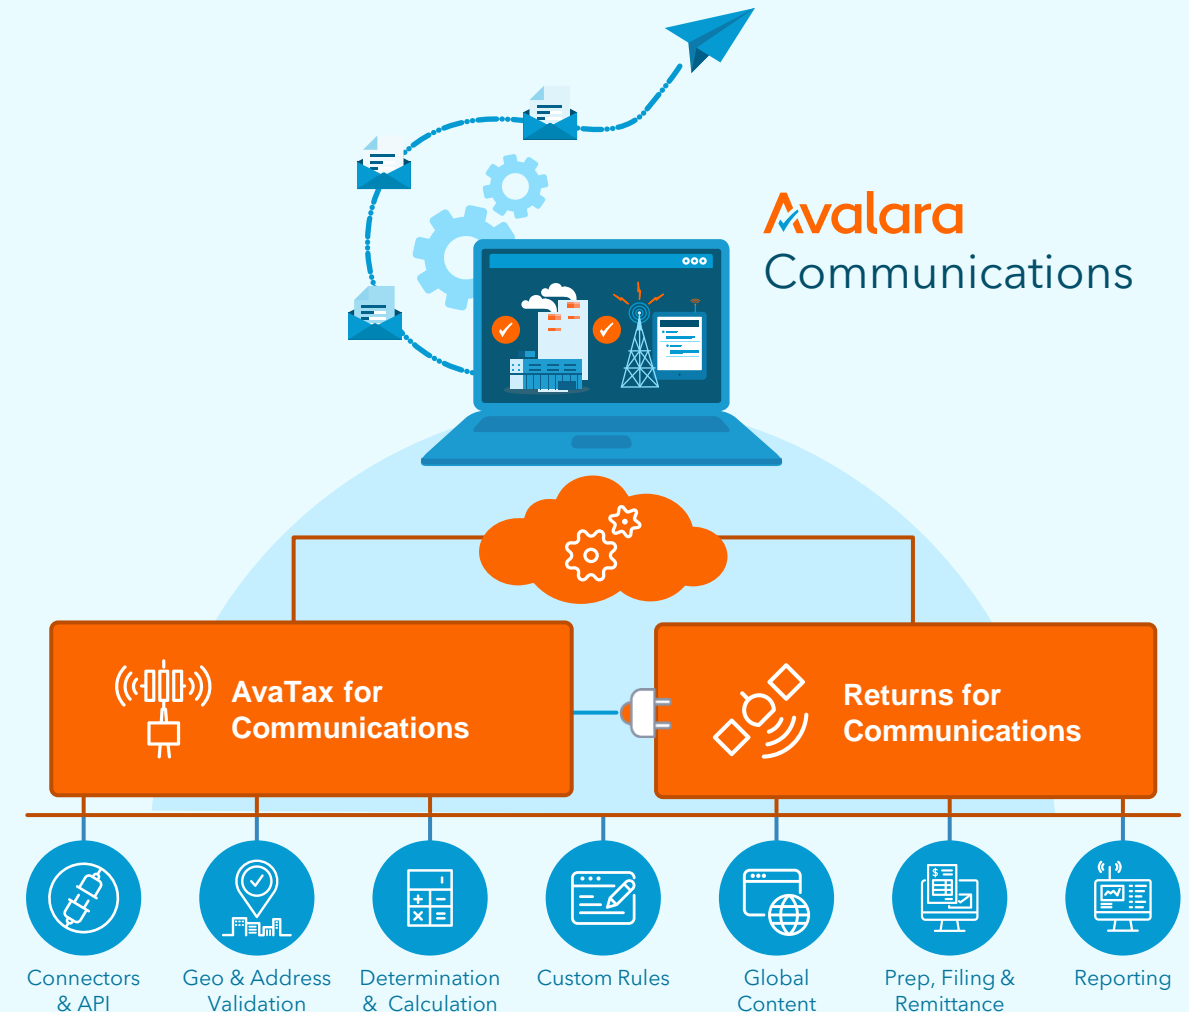 Avalara
Communications
AvaTax for
Communications
Returns for
Communications
Connectors
& API
Geo & Address
Validation
Determination
& Calculation
Custom Rules
Global
Content
Prep, Filing &
Remittance
Reporting